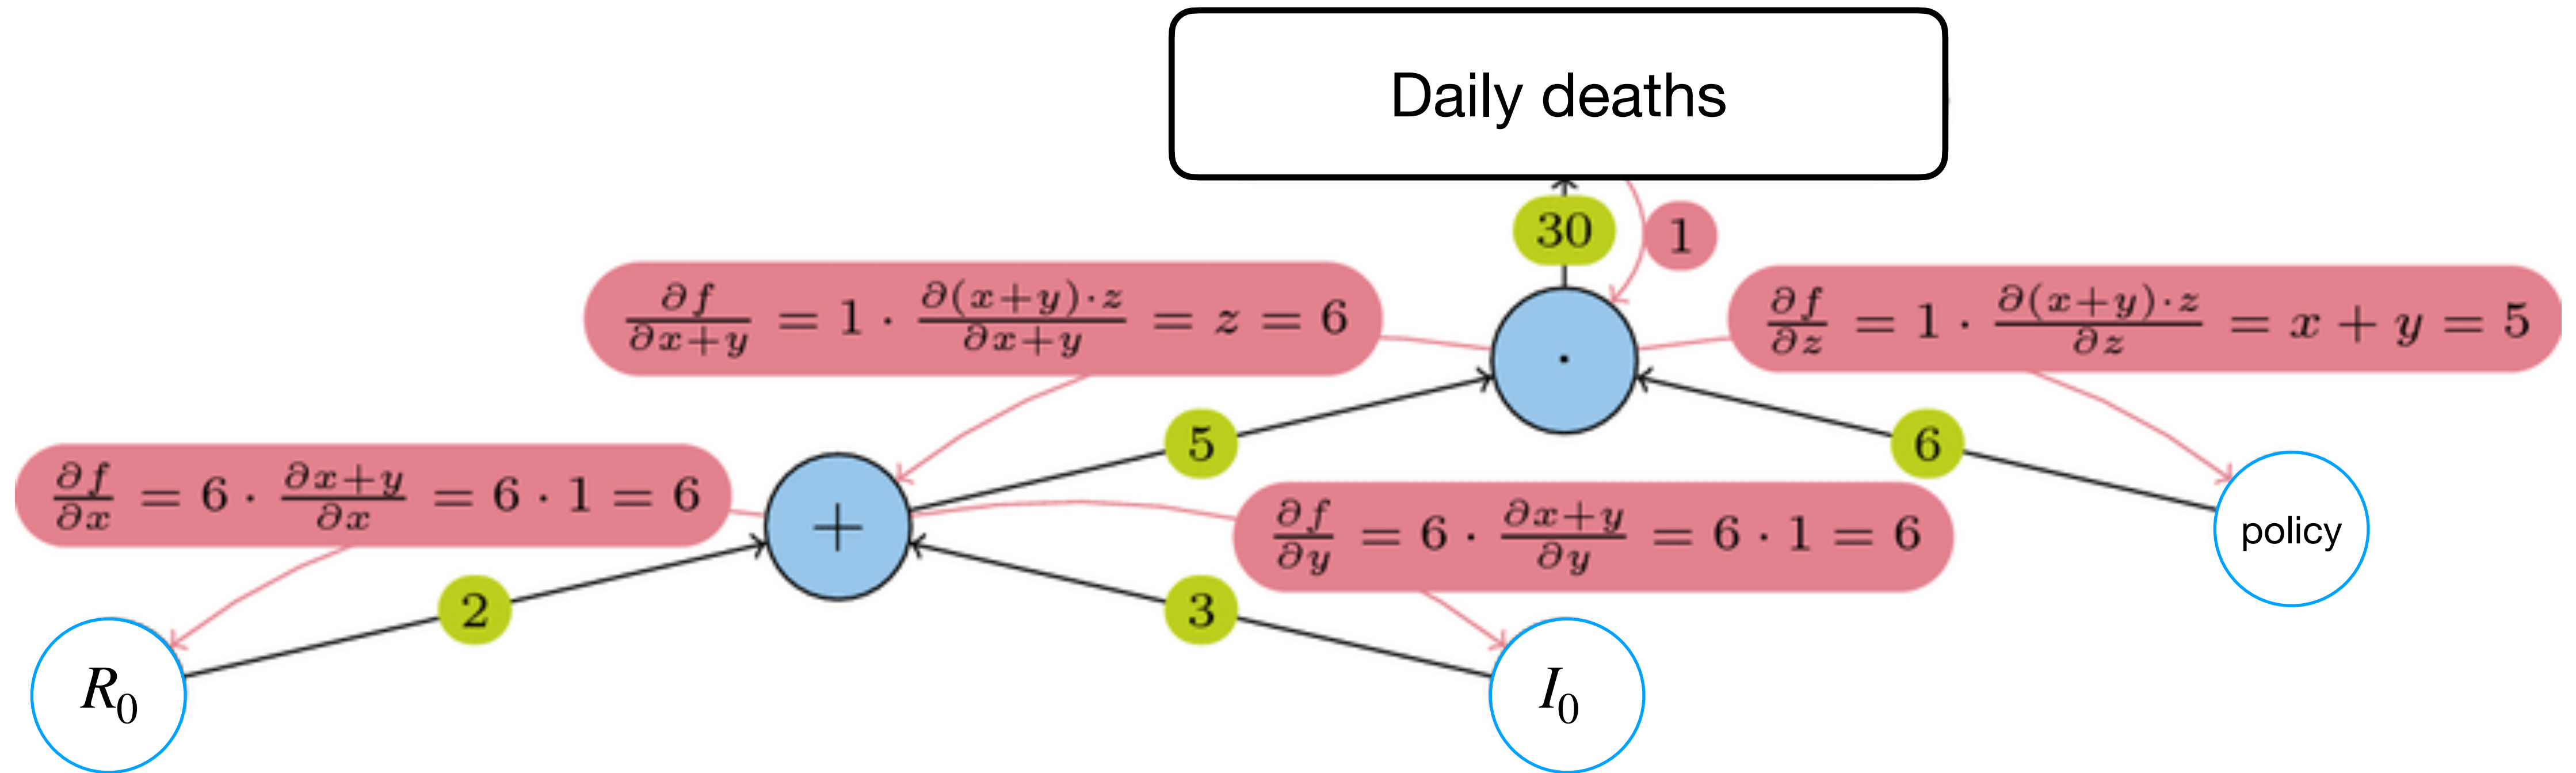 Daily deaths
30
1
∂f/∂x+y = 1 · ∂(x+y)·z/∂x+y = z = 6
∂f/∂z = 1 · ∂(x+y)·z/∂z = x + y = 5
·
5
6
∂f/∂x = 6 · ∂x+y/∂x = 6 · 1 = 6
+
∂f/∂y = 6 · ∂x+y/∂y = 6 · 1 = 6
policy
2
3
R₀
I₀